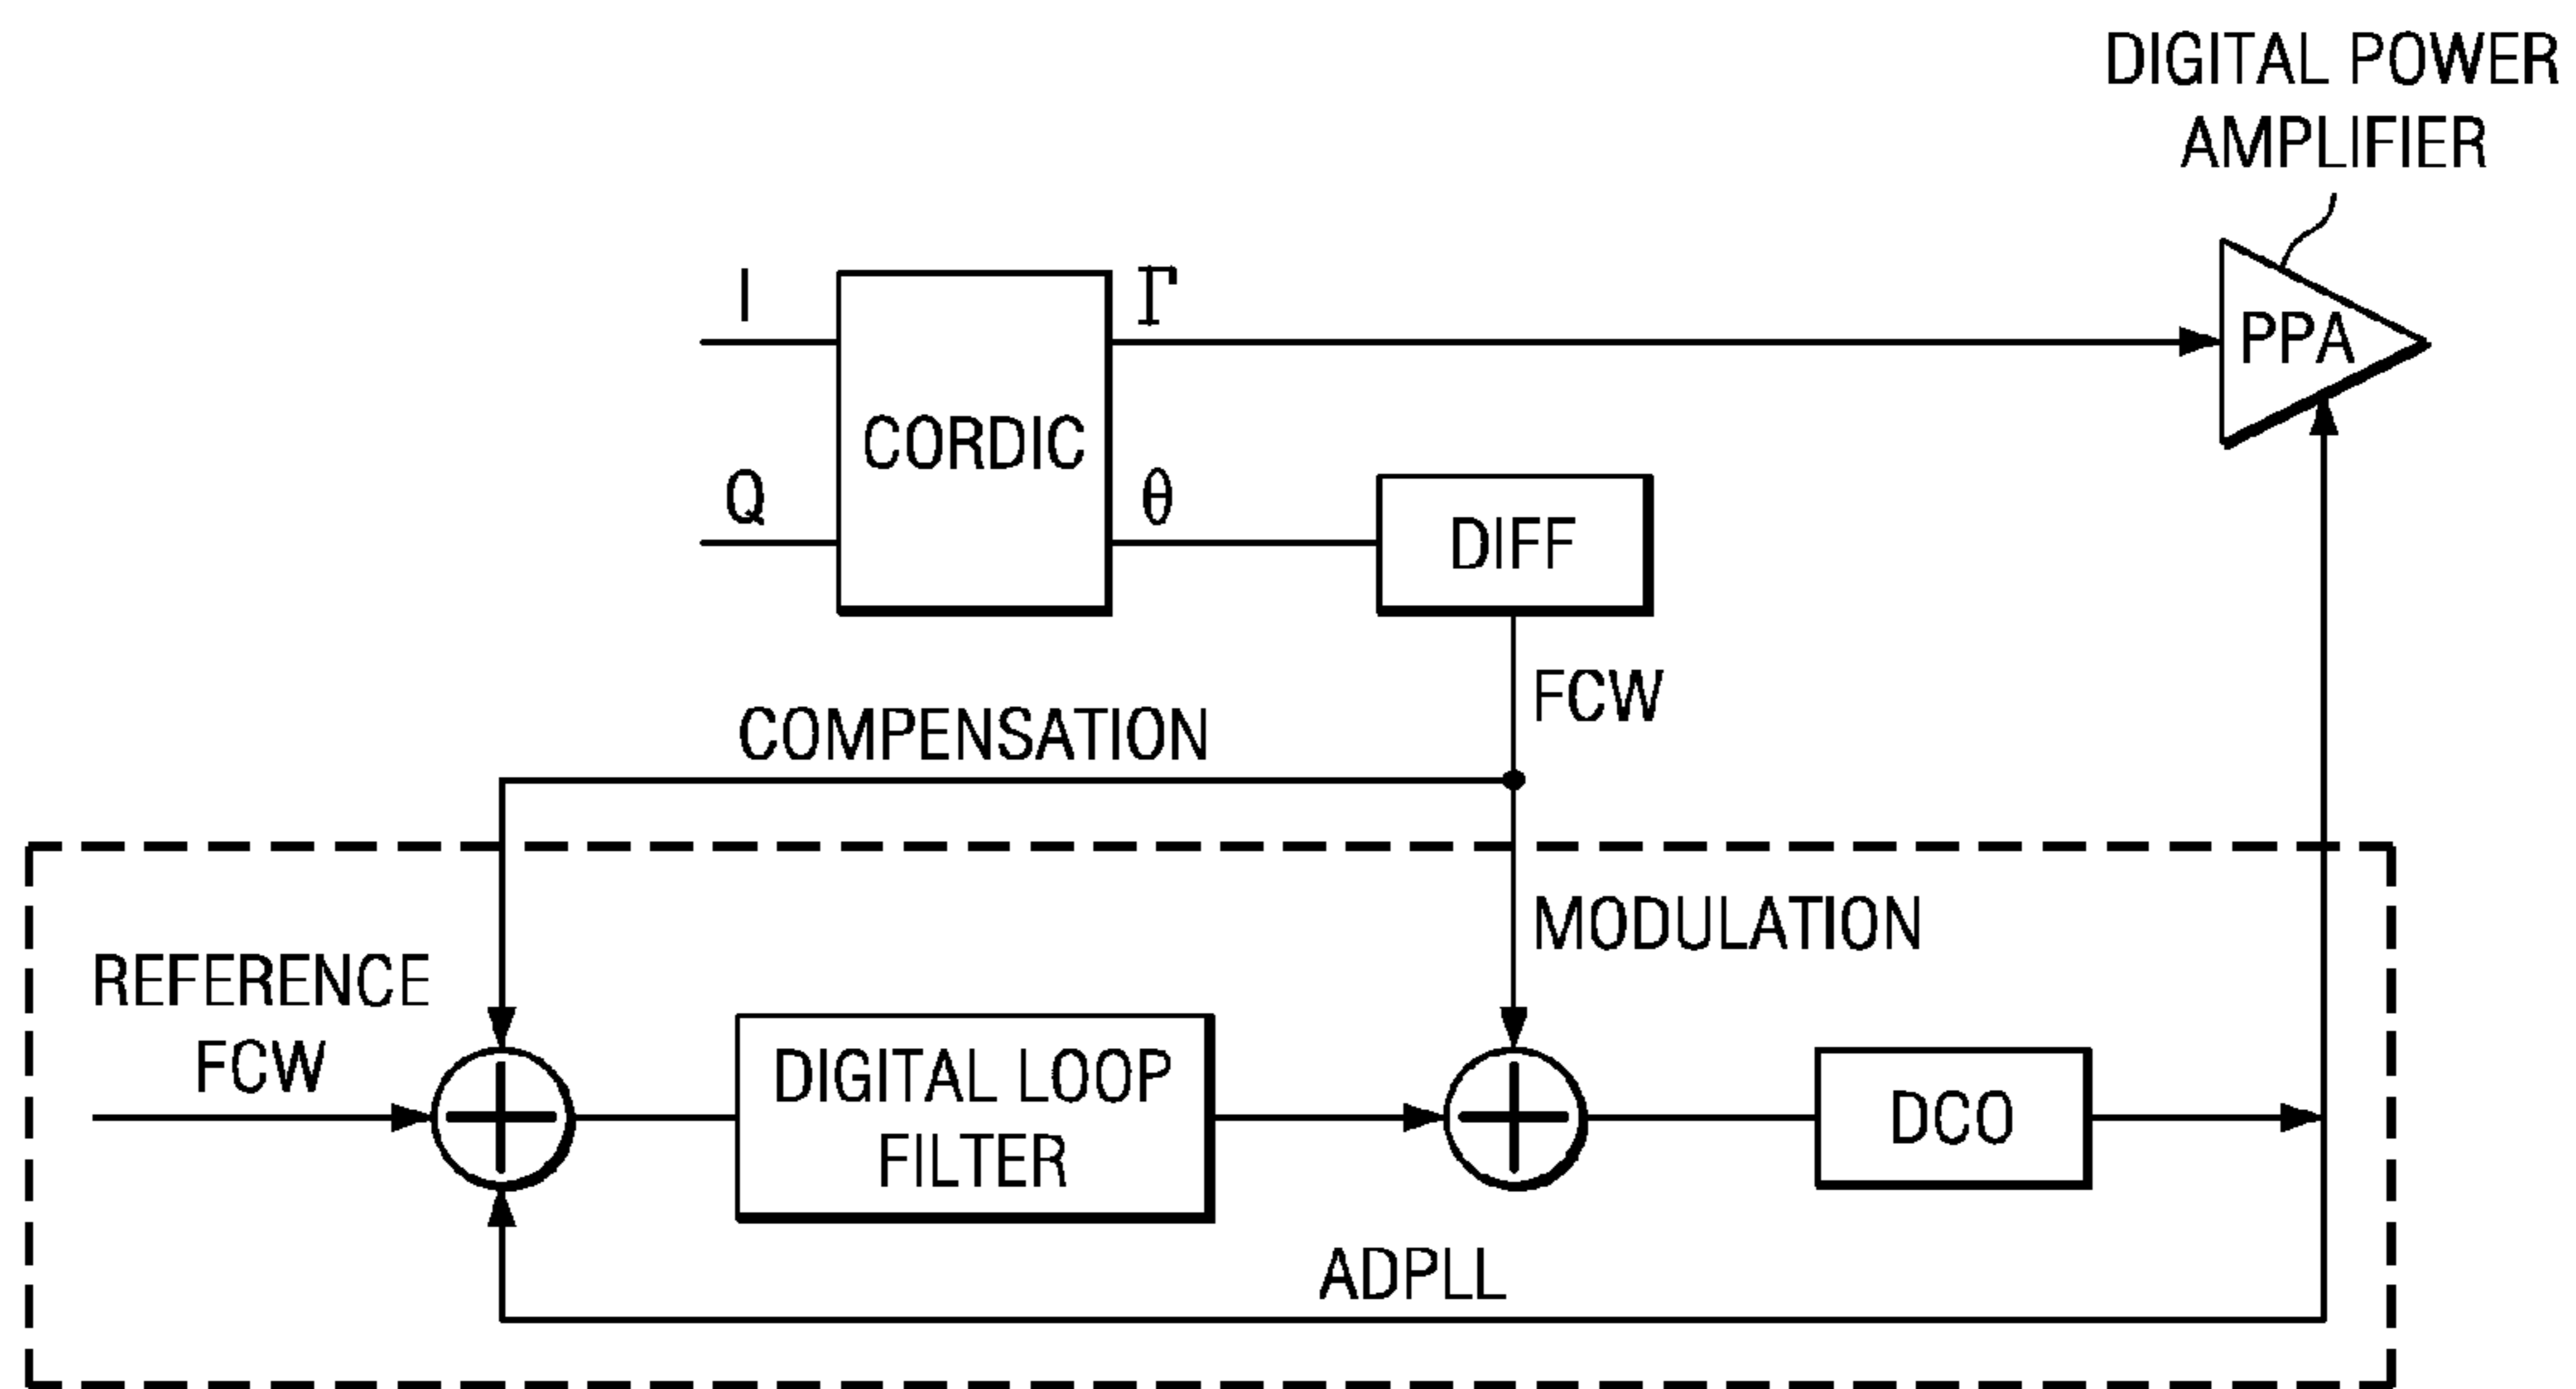 DIGITAL POWER
AMPLIFIER
I
r
PPA
CORDIC
Q
θ
DIFF
FCW
COMPENSATION
MODULATION
REFERENCE
FCW
DIGITAL LOOP
FILTER
DCO
ADPLL